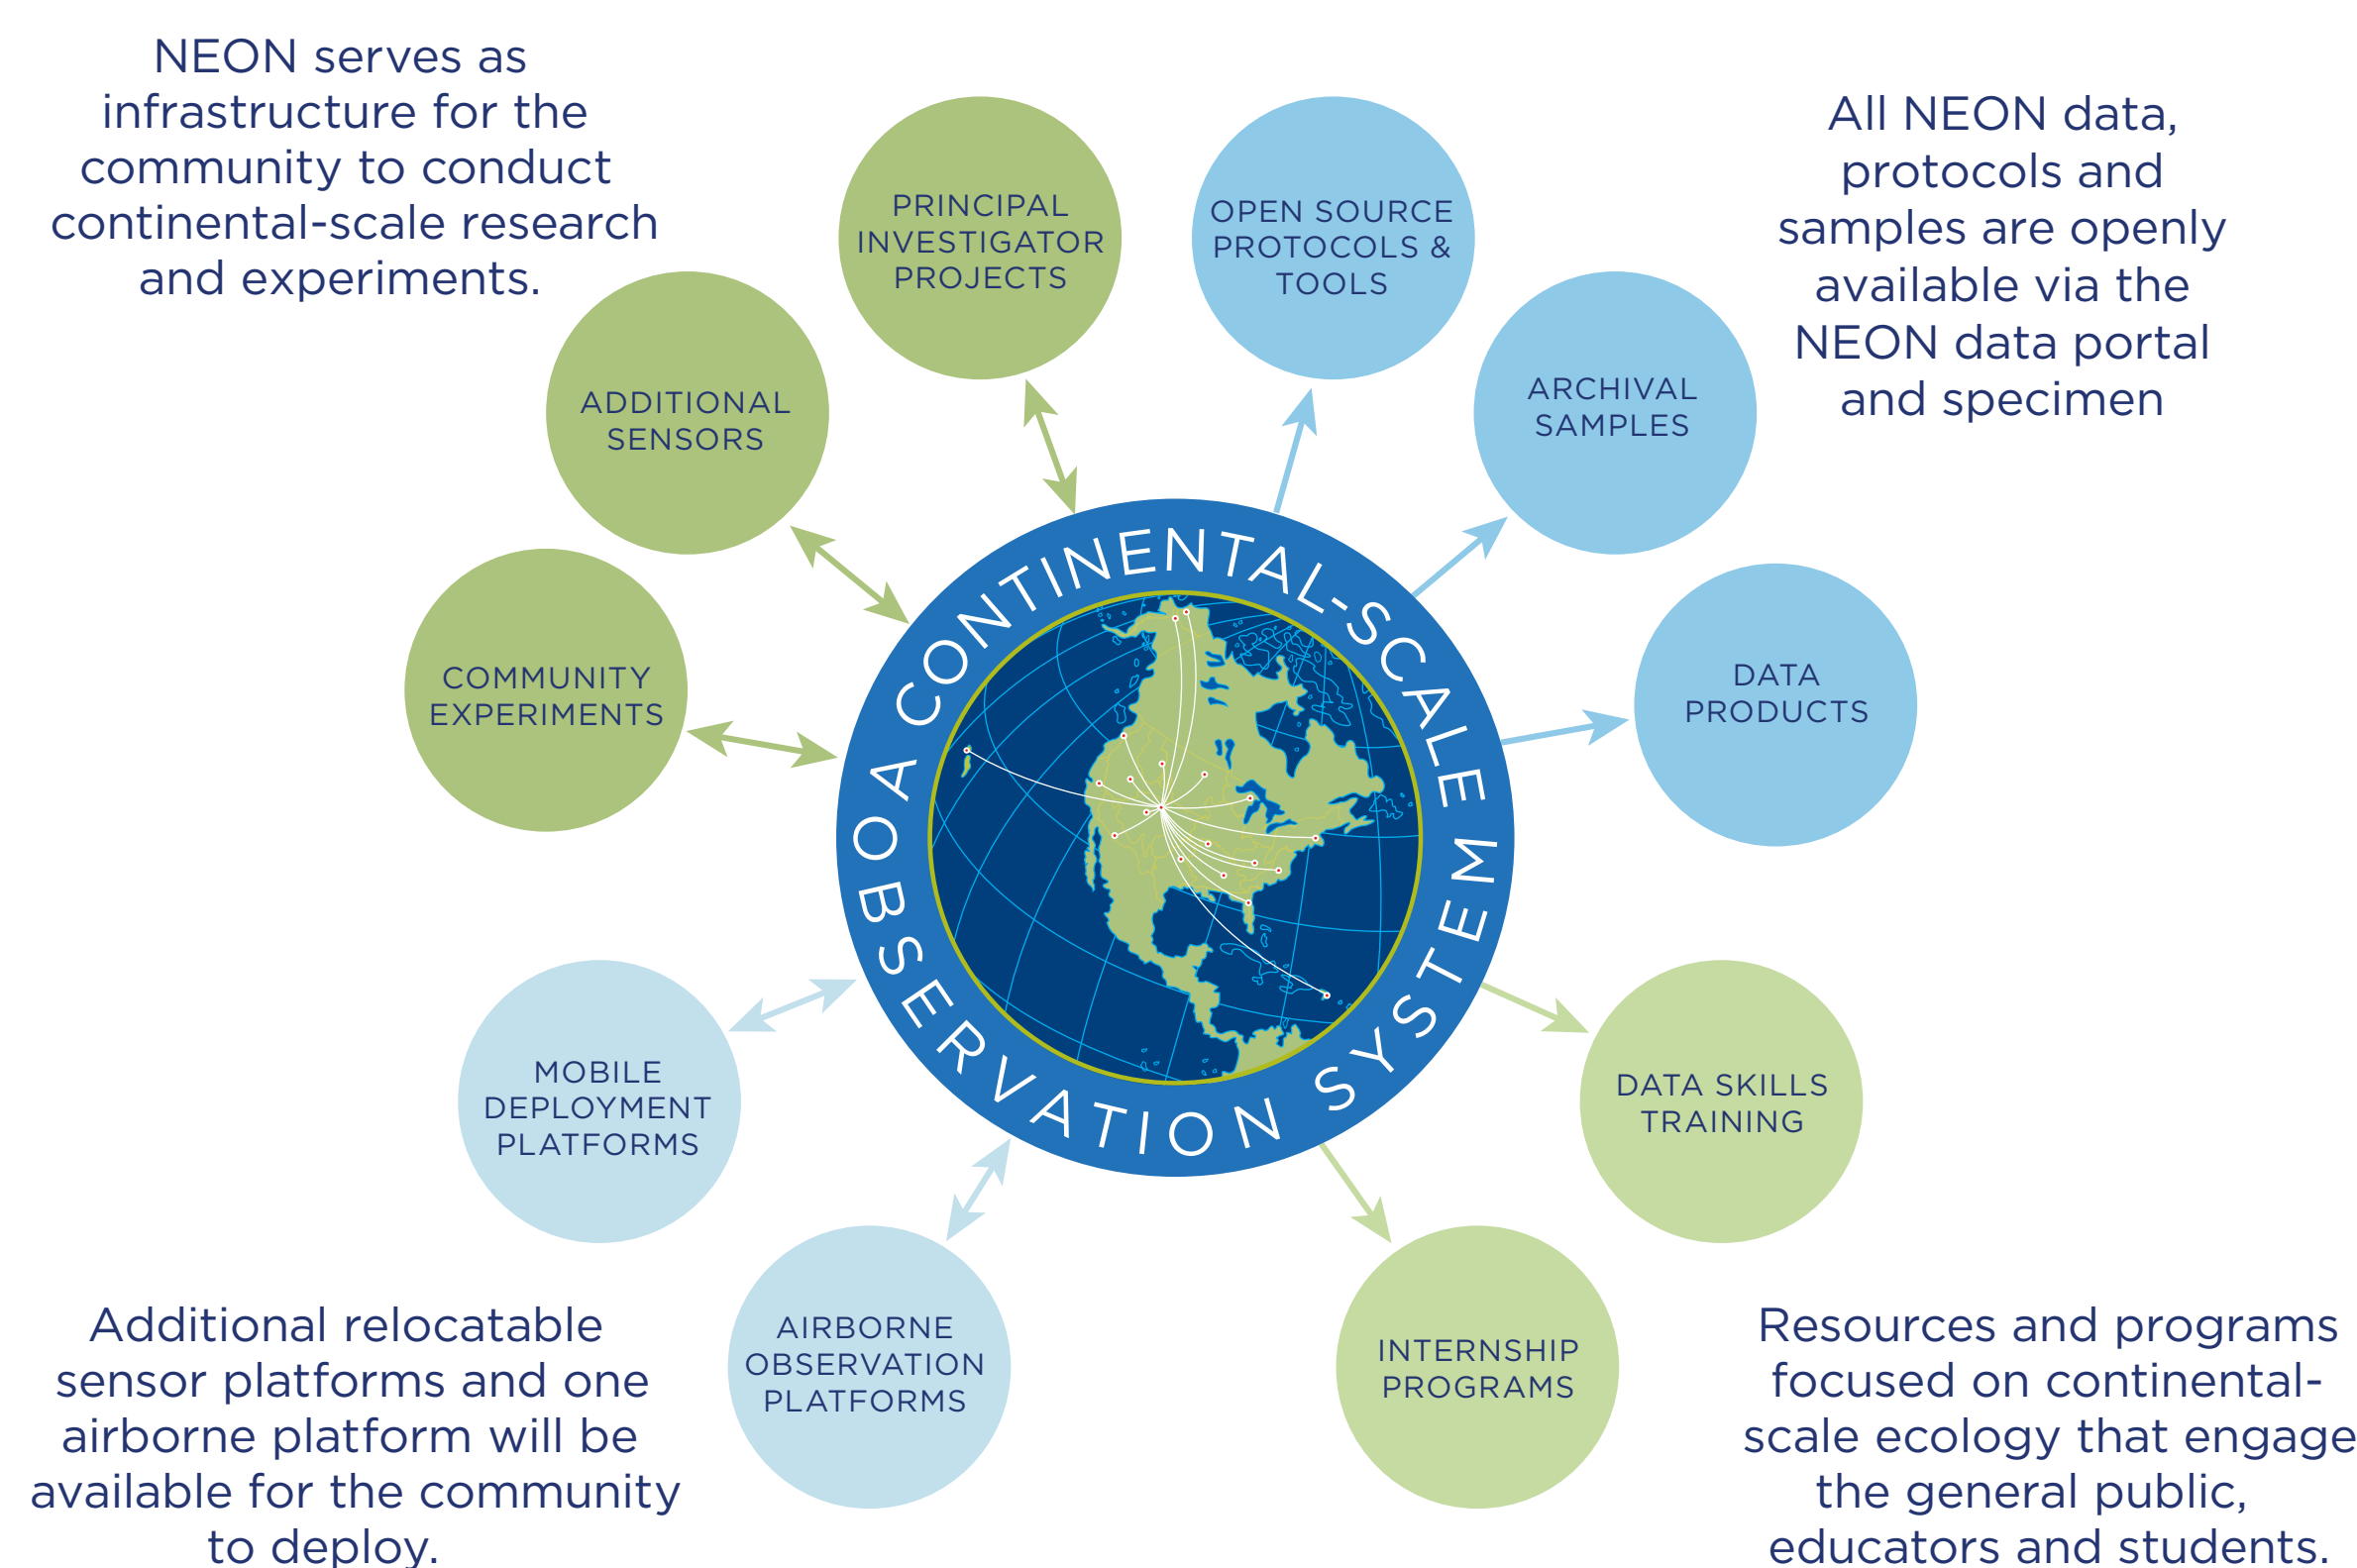 NEON serves as
infrastructure for the
community to conduct
continental-scale research
and experiments.
PRINCIPAL
INVESTIGATOR
PROJECTS
OPEN SOURCE
PROTOCOLS &
TOOLS
All NEON data,
protocols and
samples are openly
available via the
NEON data portal
and specimen
ADDITIONAL
SENSORS
ARCHIVAL
SAMPLES
COMMUNITY
EXPERIMENTS
DATA
PRODUCTS
A CONTINENTAL-SCALE
OBSERVATION SYSTEM
MOBILE
DEPLOYMENT
PLATFORMS
DATA SKILLS
TRAINING
AIRBORNE
OBSERVATION
PLATFORMS
INTERNSHIP
PROGRAMS
Additional relocatable
sensor platforms and one
airborne platform will be
available for the community
to deploy.
Resources and programs
focused on continental-
scale ecology that engage
the general public,
educators and students.